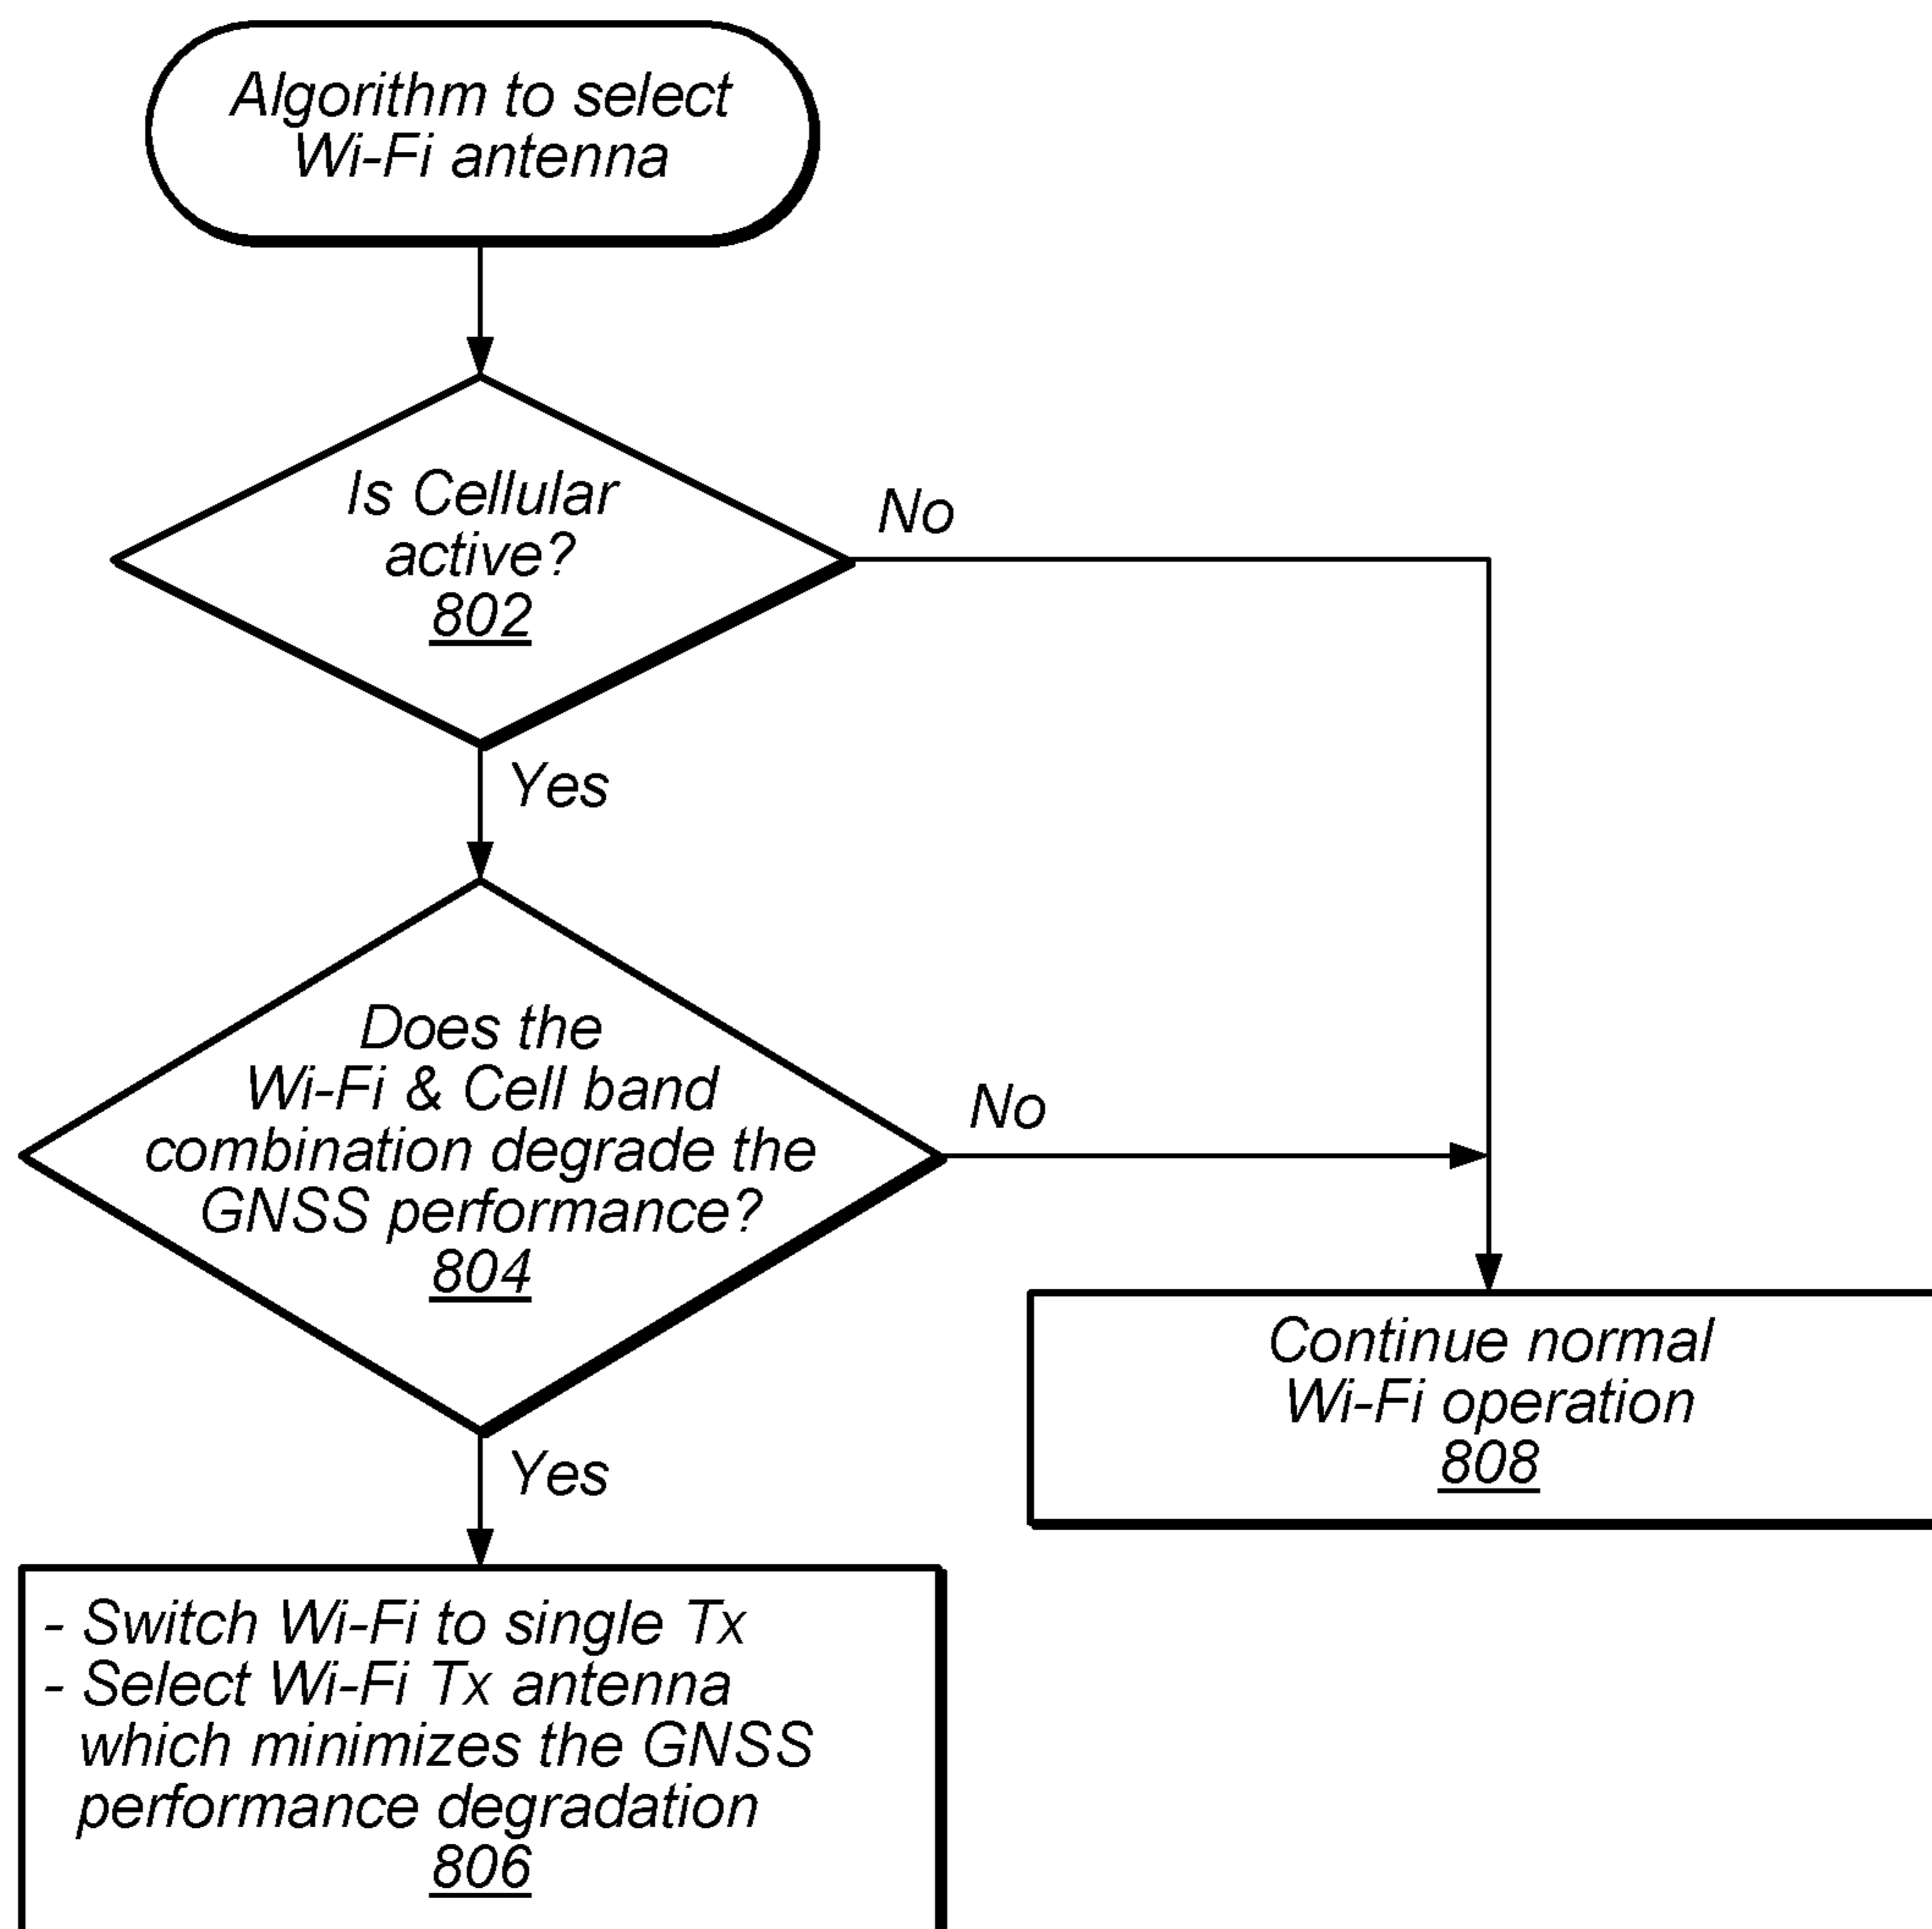 Algorithm to select
Wi-Fi antenna
Is Cellular
active?
802
No
Yes
Does the
Wi-Fi & Cell band
combination degrade the
GNSS performance?
804
No
Continue normal
Wi-Fi operation
808
Yes
- Switch Wi-Fi to single Tx
- Select Wi-Fi Tx antenna
which minimizes the GNSS
performance degradation
806